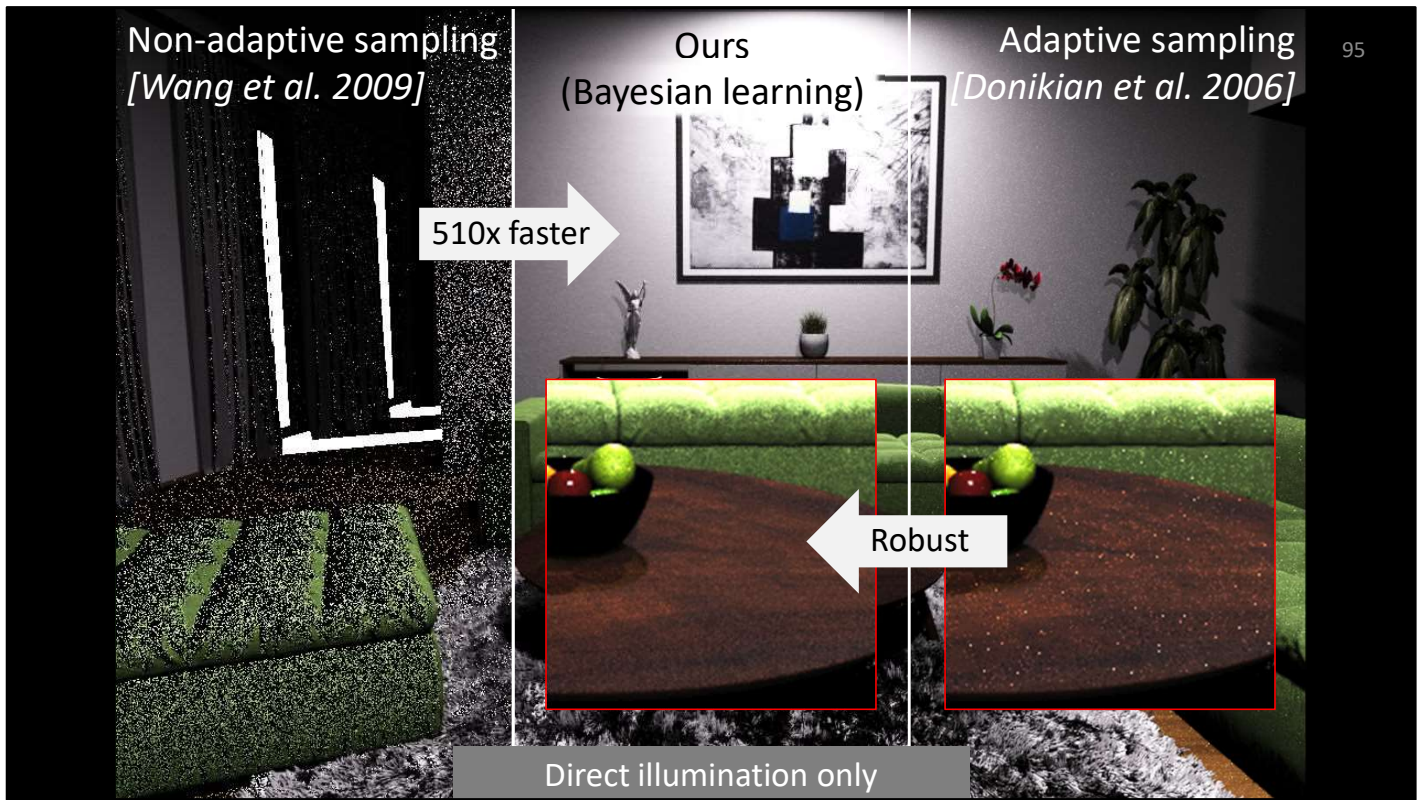 Non-adaptive sampling
[Wang et al. 2009]
Ours
(Bayesian learning)
Adaptive sampling
[Donikian et al. 2006]
95
510x faster
Robust
Direct illumination only